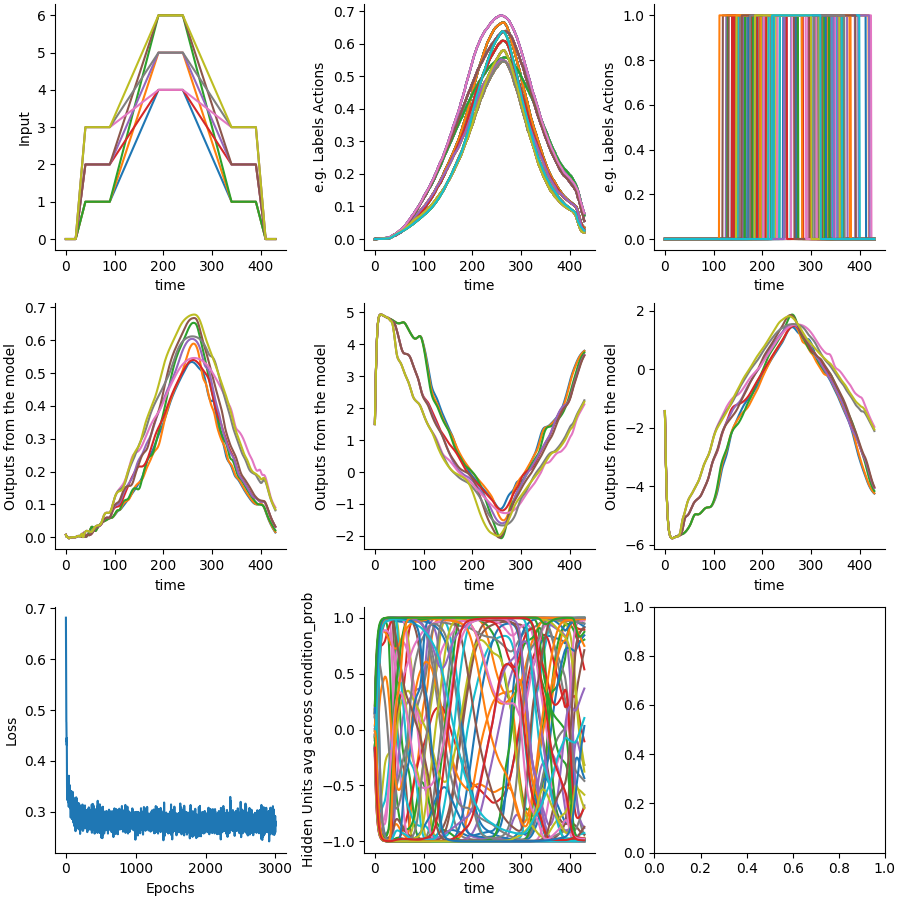 Input
6
5
4
3
2
1
0
0 100 200 300 400
time
e.g. Labels Actions
0.7
0.6
0.5
0.4
0.3
0.2
0.1
0.0
0 100 200 300 400
time
e.g. Labels Actions
1.0
0.8
0.6
0.4
0.2
0.0
0 100 200 300 400
time
Outputs from the model
0.7
0.6
0.5
0.4
0.3
0.2
0.1
0.0
0 100 200 300 400
time
Outputs from the model
5
4
3
2
1
0
−1
−2
0 100 200 300 400
time
Outputs from the model
2
0
−2
−4
−6
0 100 200 300 400
time
Loss
0.7
0.6
0.5
0.4
0.3
0 1000 2000 3000
Epochs
Hidden Units avg across condition_prob
1.0
0.5
0.0
−0.5
−1.0
0 100 200 300 400
time
1.0
0.8
0.6
0.4
0.2
0.0
0.0 0.2 0.4 0.6 0.8 1.0